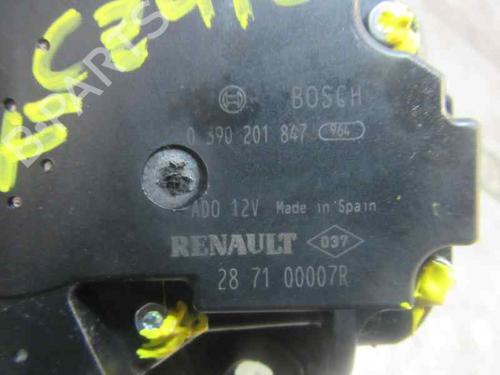 BOSCH
0 390 201 847 964
ADO 12V Made in Spain
RENAULT 037
28 71 00007R